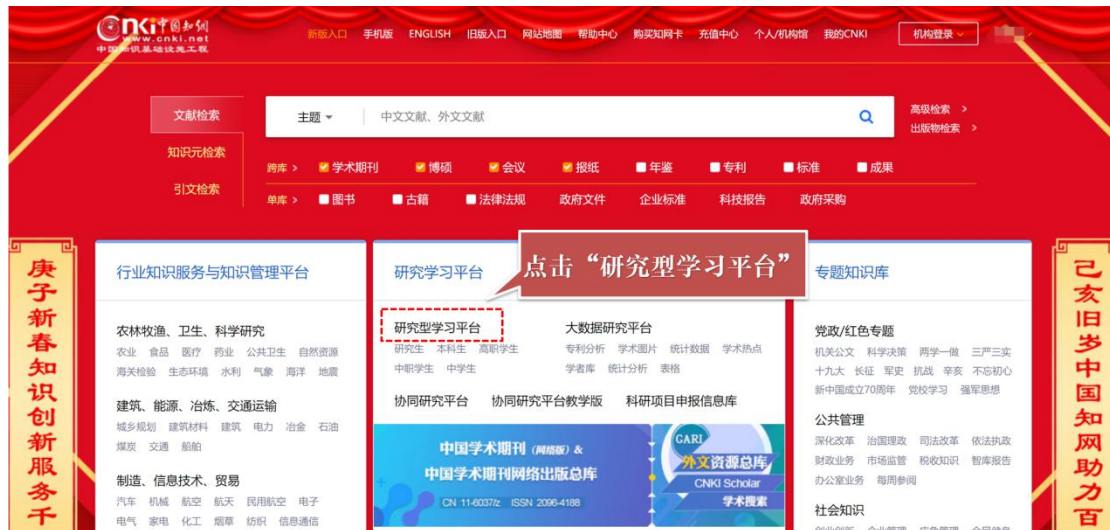 Cnki中国知网
www.cnki.net
中国知识基础设施工程
新版入口 手机版 ENGLISH 旧版入口 网站地图 帮助中心 购买知网卡 充值中心 个人/机构馆 我的CNKI 机构登录
文献检索
知识元检索
引文检索
主题 中文文献、外文文献
高级检索 >
出版物检索 >
跨库 > 学术期刊 博硕 会议 报纸 年鉴 专利 标准 成果
单库 > 图书 古籍 法律法规 政府文件 企业标准 科技报告 政府采购
庚子新春知识创新服务千
行业知识服务与知识管理平台
农林牧渔、卫生、科学研究
农业 食品 医疗 药业 公共卫生 自然资源
海关检验 生态环境 水利 气象 海洋 地震
建筑、能源、冶炼、交通运输
城乡规划 建筑材料 建筑 电力 冶金 石油
煤炭 交通 船舶
制造、信息技术、贸易
汽车 机械 航空 航天 民用航空 电子
电气 家电 化工 烟草 纺织 信息通信
研究学习平台
点击“研究型学习平台”
研究型学习平台
研究生 本科生 高职学生
中职学生 中学生
大数据研究平台
专利分析 学术图片 统计数据 学术热点
学者库 统计分析 表格
协同研究平台 协同研究平台教学版 科研项目申报信息库
中国学术期刊（网络版）&
中国学术期刊网络出版总库
CN 11-6037/z ISSN 2096-4188
CARI
外文资源总库
CNKI Scholar
学术搜索
专题知识库
党政/红色专题
机关公文 科学决策 两学一做 三严三实
十九大 长征 军史 抗战 辛亥 不忘初心
新中国成立70周年 党校学习 强军思想
公共管理
深化改革 治国理政 司法改革 依法执政
财政业务 市场监管 税收知识 智库报告
办公室业务 每周参阅
社会知识
己亥旧岁中国知网助力百